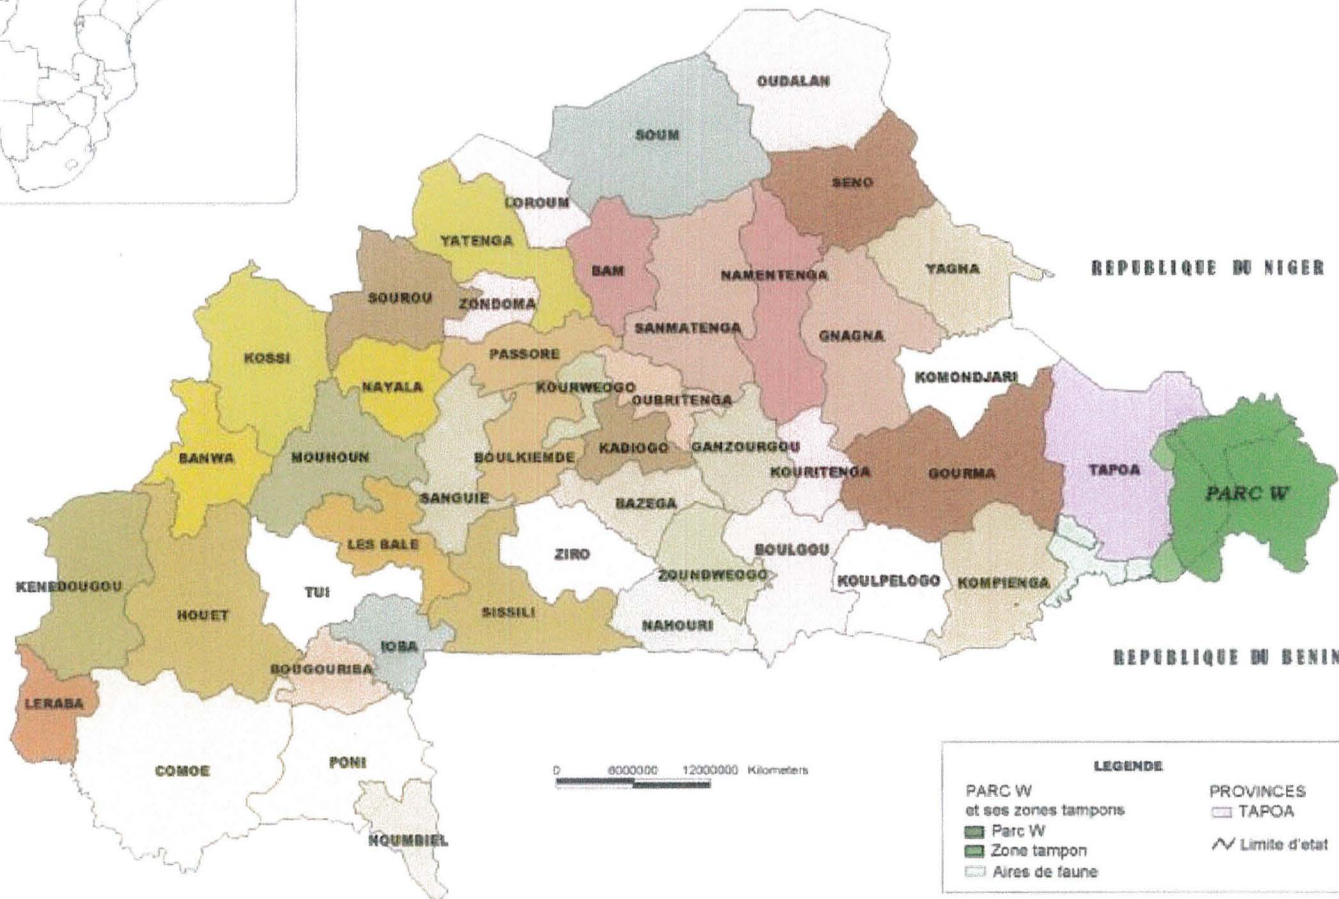 OUDALAN
SOUM
SENO
LOROUM
YATENGA
BAM
NAMENTENGA
YAGHA
REPUBLIQUE DU NIGER
SOUROU
ZONDOMA
SANMATENGA
GNAGNA
KOSSI
PASSORE
KOMONDJARI
NAYALA
KOURWEOGO
OUBRITENGA
BANWA
MOUHOUN
BOULKIEMDE
KADIOGO
GANZOURGOU
KOURITENGA
GOURMA
TAPOA
PARC W
SANGUIE
BAZEGA
LES BALE
ZIRO
BOULGOU
KENEDOUGOU
TUI
ZOUNDWEOGO
KOULPELOGO
KOMPIENGA
HOUET
SISSILI
NAHOURI
IOBA
BOUGOURIBA
REPUBLIQUE DU BENIN
LERABA
COMOE
PONI
NOUMBIEL
0 6000000 12000000 Kilometers
LEGENDE
PARC W
et ses zones tampons
Parc W
Zone tampon
Aires de faune
PROVINCES
TAPOA
Limite d'etat